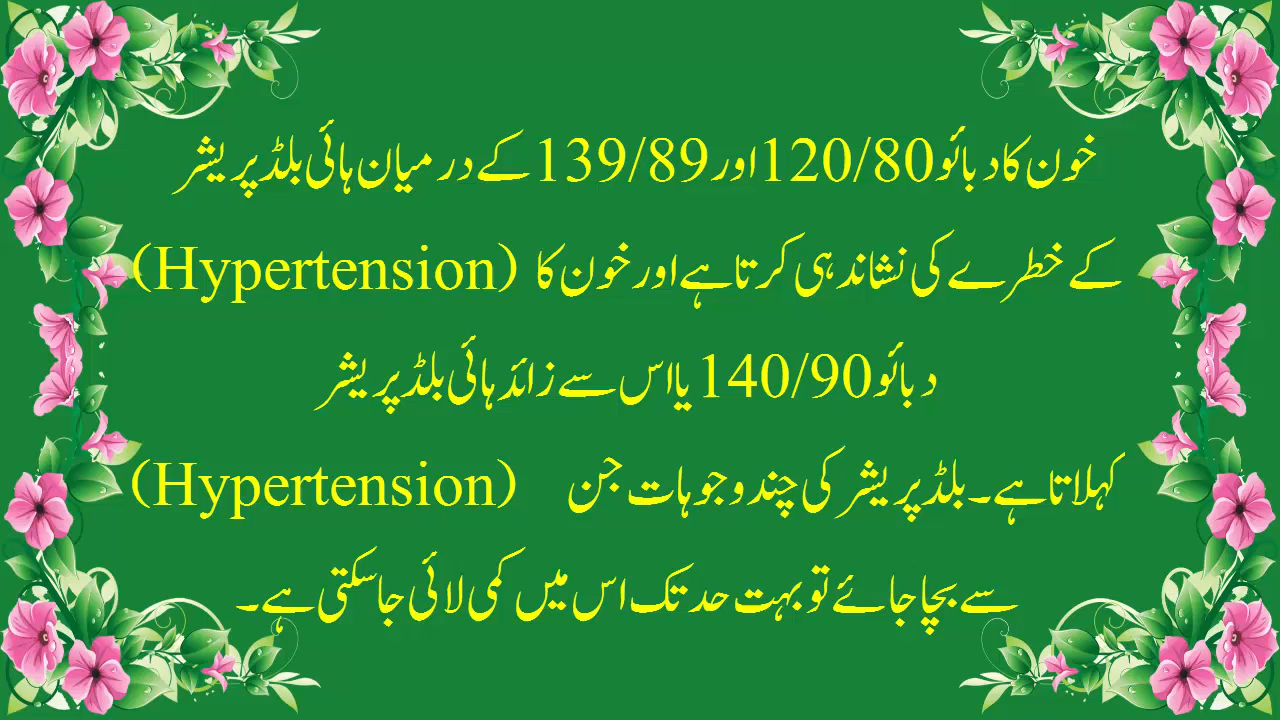 خون کا دبائو 120/80 اور 139/89 کے درمیان ہائی بلڈ پریشر
(Hypertension) کے خطرے کی نشاندہی کرتا ہے اور خون کا
دبائو 140/90 یا اس سے زائد ہائی بلڈ پریشر
(Hypertension) کہلاتا ہے۔ بلڈ پریشر کی چند وجوہات جن
سے بچا جائے تو بہت حد تک اس میں کمی لائی جا سکتی ہے۔